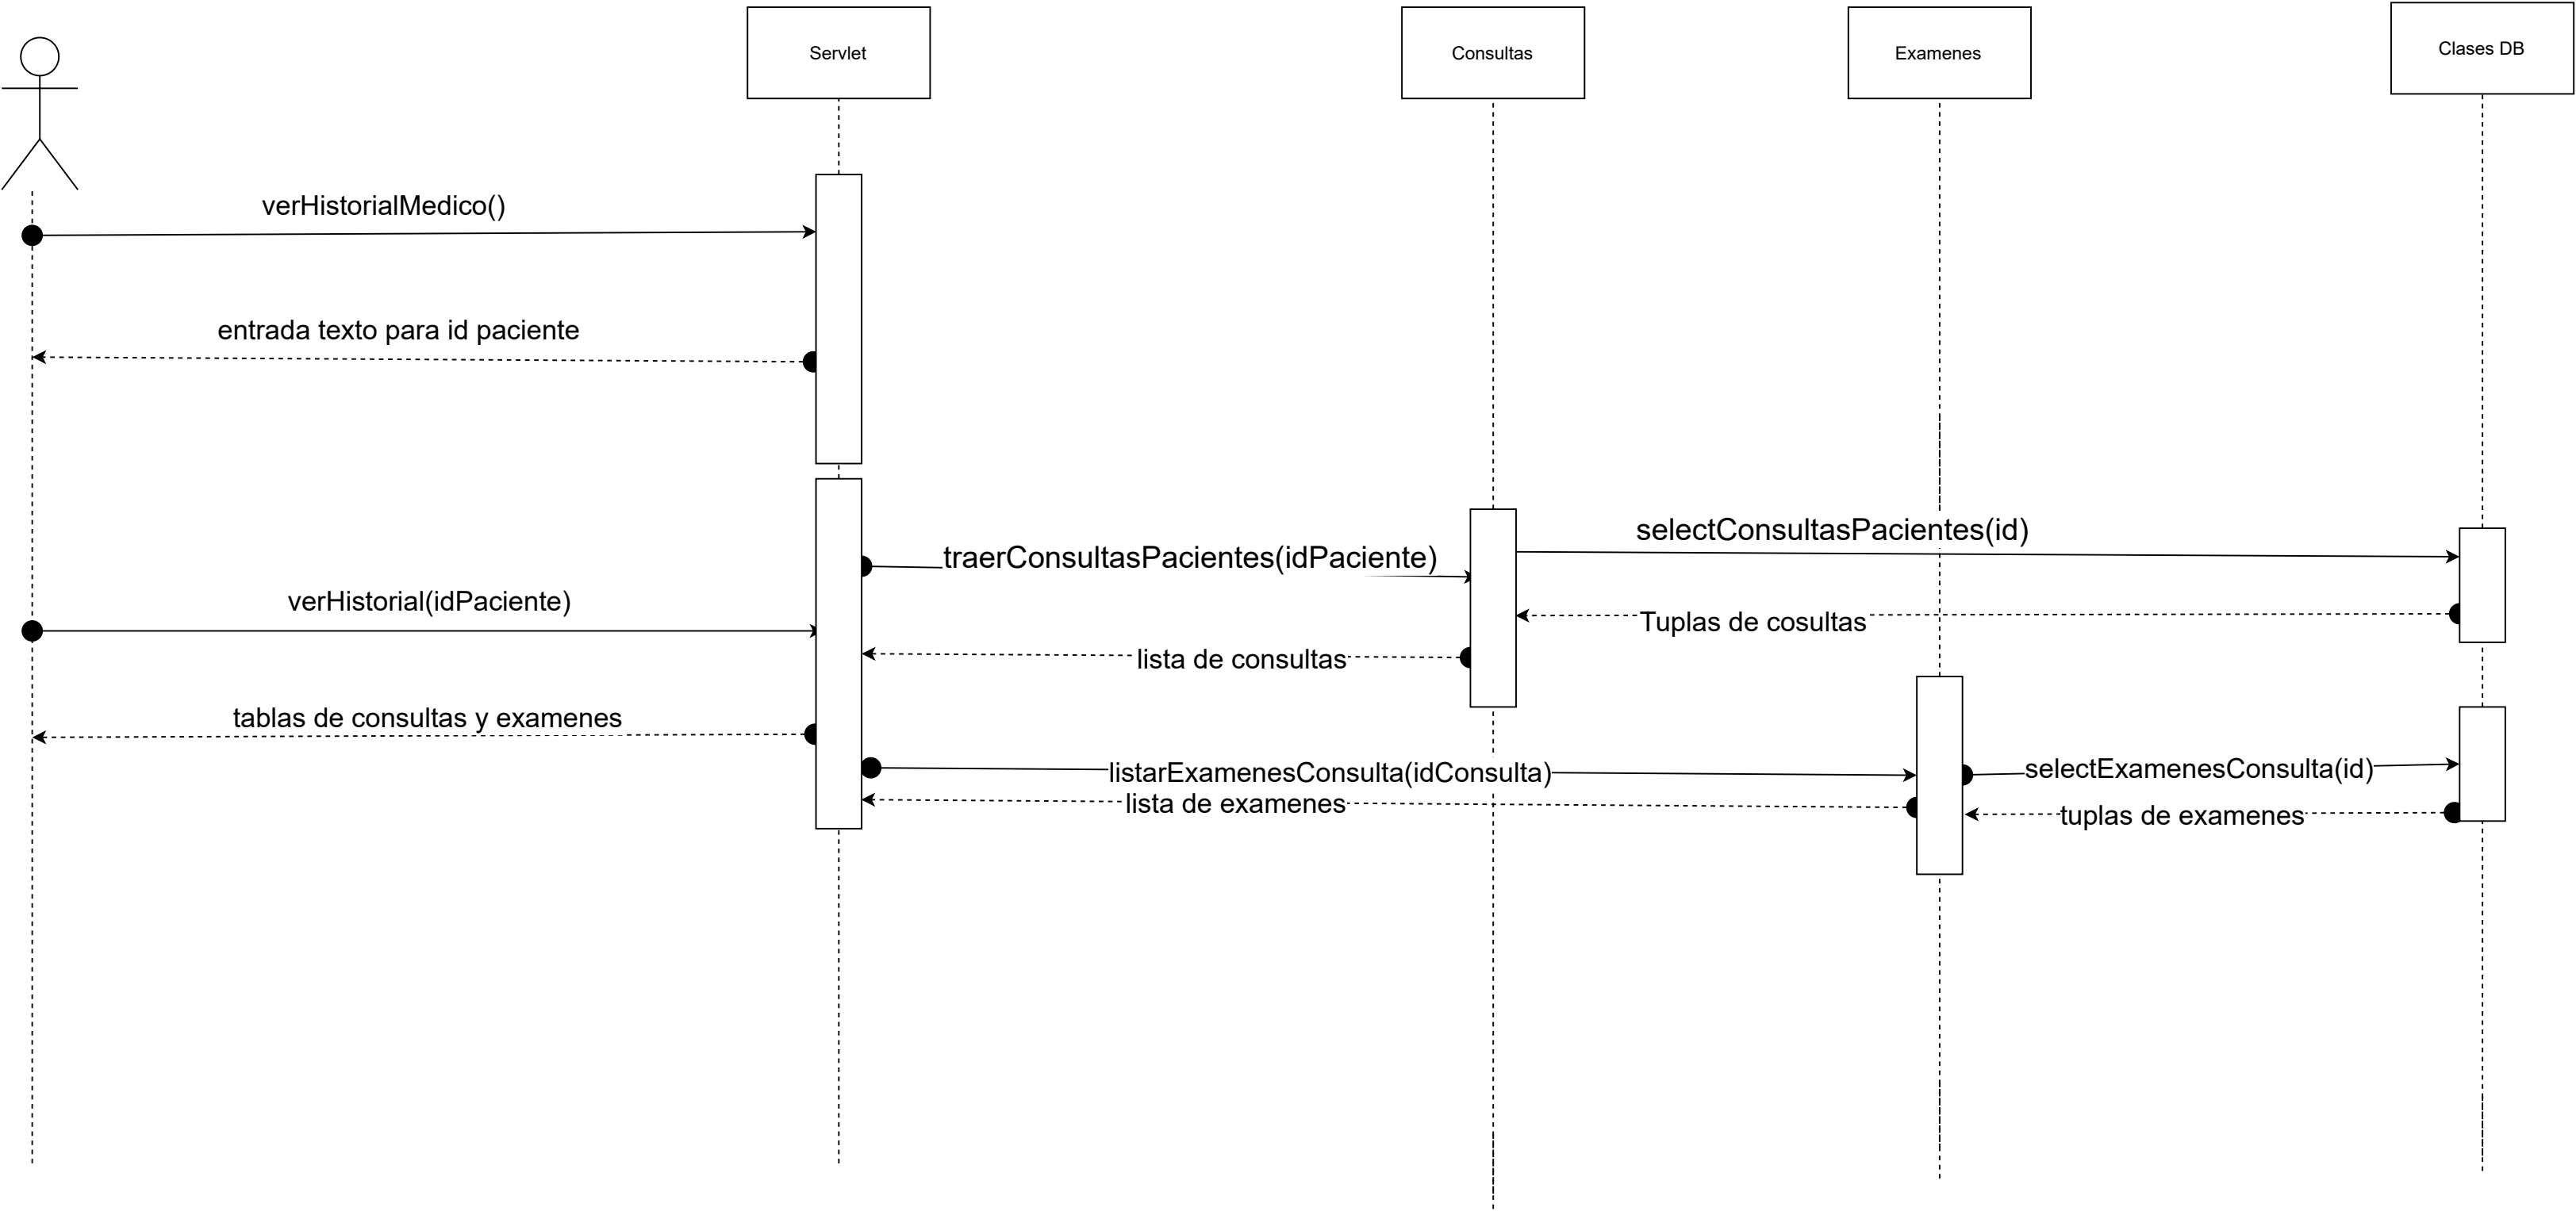 Servlet
Consultas
Examenes
Clases DB
verHistorialMedico()
entrada texto para id paciente
selectConsultasPacientes(id)
traerConsultasPacientes(idPaciente)
verHistorial(idPaciente)
Tuplas de cosultas
lista de consultas
tablas de consultas y examenes
listarExamenesConsulta(idConsulta)
selectExamenesConsulta(id)
lista de examenes
tuplas de examenes